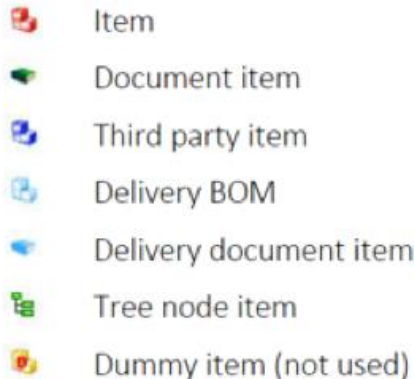 Item
Document item
Third party item
Delivery BOM
Delivery document item
Tree node item
Dummy item (not used)